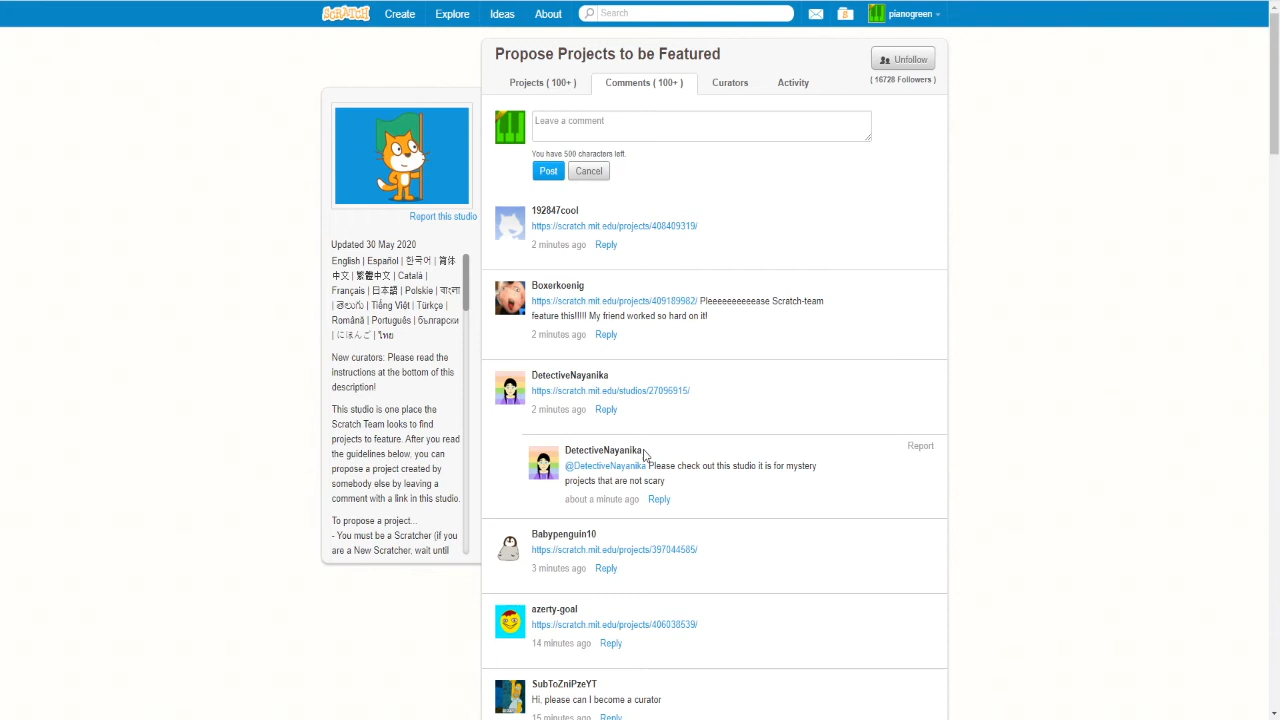 SCRATCH Create Explore Ideas About Search pianogreen
Propose Projects to be Featured
Unfollow
( 16728 Followers )
Projects ( 100+ ) Comments ( 100+ ) Curators Activity
Leave a comment
You have 500 characters left.
Post Cancel
Report this studio
Updated 30 May 2020
English | Español | 한국어 | 简体
中文 | 繁體中文 | Català |
Français | 日本語 | Polskie | বাংলা
| తెలుగు | Tiếng Việt | Türkçe |
Română | Português | български
| にほんご | ไทย
New curators: Please read the
instructions at the bottom of this
description!
This studio is one place the
Scratch Team looks to find
projects to feature. After you read
the guidelines below, you can
propose a project created by
somebody else by leaving a
comment with a link in this studio.
To propose a project...
- You must be a Scratcher (if you
are a New Scratcher, wait until
192847cool
https://scratch.mit.edu/projects/408409319/
2 minutes ago Reply
Boxerkoenig
https://scratch.mit.edu/projects/409189982/ Pleeeeeeeeeease Scratch-team
feature this!!!!! My friend worked so hard on it!
2 minutes ago Reply
DetectiveNayanika
https://scratch.mit.edu/studios/27096915/
2 minutes ago Reply
DetectiveNayanika Report
@DetectiveNayanika Please check out this studio it is for mystery
projects that are not scary
about a minute ago Reply
Babypenguin10
https://scratch.mit.edu/projects/397044585/
3 minutes ago Reply
azerty-goal
https://scratch.mit.edu/projects/406038539/
14 minutes ago Reply
SubToZniPzeYT
Hi, please can I become a curator
15 minutes ago Reply